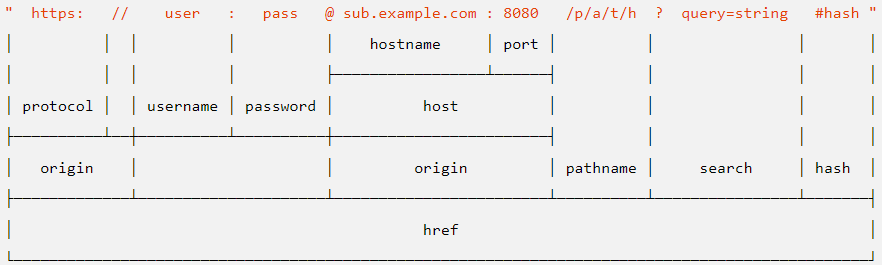 " https: // user : pass @ sub.example.com : 8080 /p/a/t/h ? query=string #hash "
hostname port
protocol username password host
origin origin pathname search hash
href